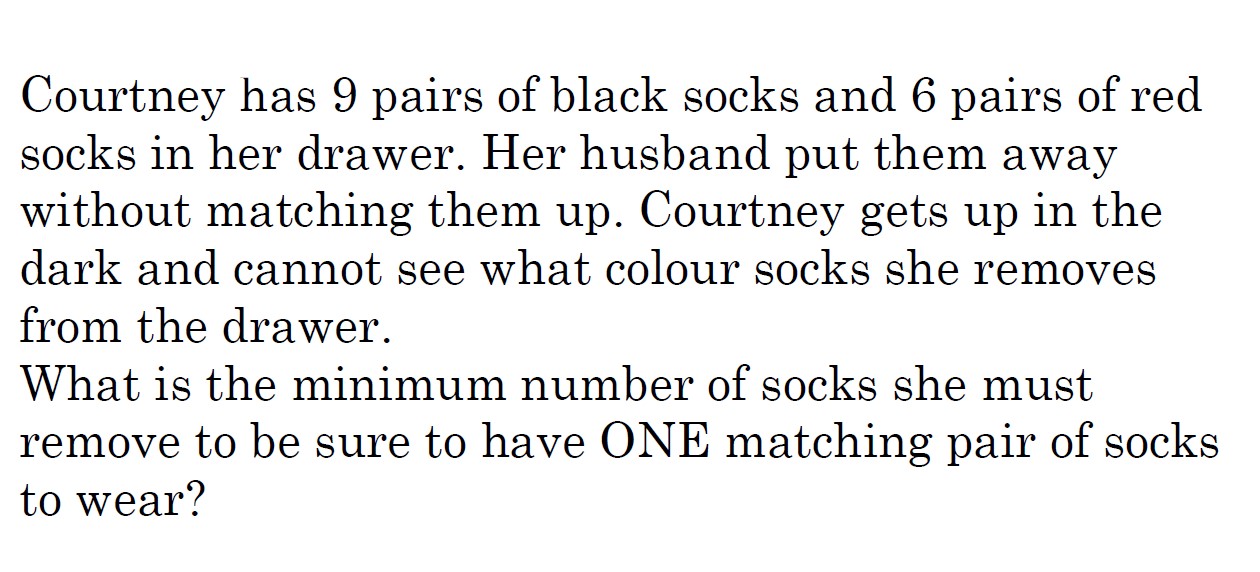 Courtney has 9 pairs of black socks and 6 pairs of red
socks in her drawer. Her husband put them away
without matching them up. Courtney gets up in the
dark and cannot see what colour socks she removes
from the drawer.
What is the minimum number of socks she must
remove to be sure to have ONE matching pair of socks
to wear?